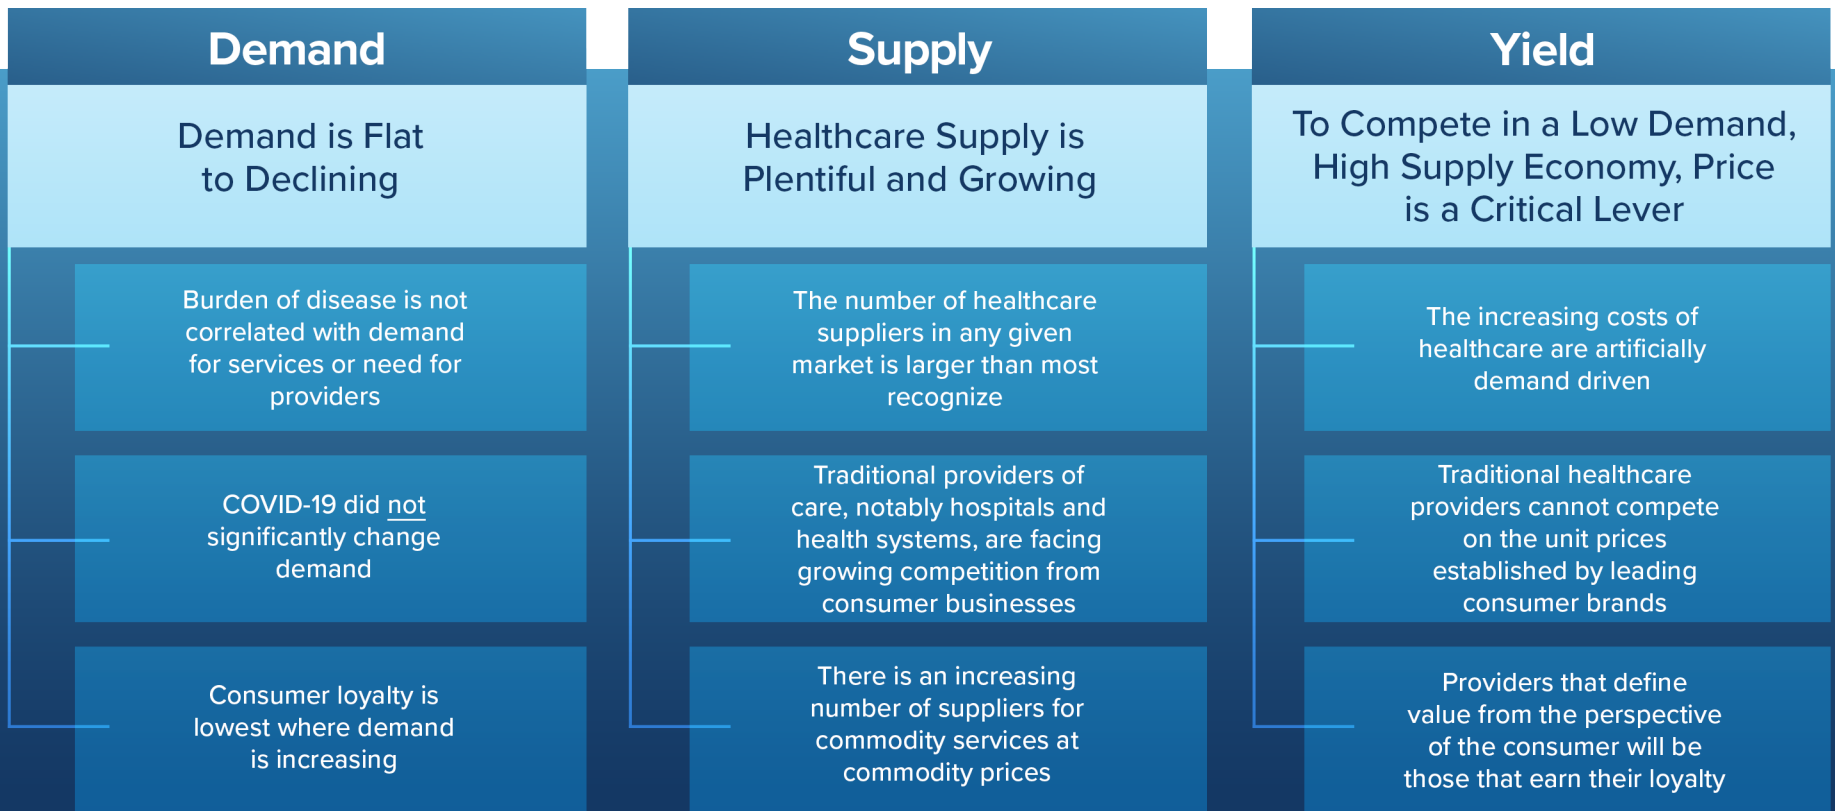 Demand
Demand is Flat
to Declining
Burden of disease is not
correlated with demand
for services or need for
providers
COVID-19 did not
significantly change
demand
Consumer loyalty is
lowest where demand
is increasing
Supply
Healthcare Supply is
Plentiful and Growing
The number of healthcare
suppliers in any given
market is larger than most
recognize
Traditional providers of
care, notably hospitals and
health systems, are facing
growing competition from
consumer businesses
There is an increasing
number of suppliers for
commodity services at
commodity prices
Yield
To Compete in a Low Demand,
High Supply Economy, Price
is a Critical Lever
The increasing costs of
healthcare are artificially
demand driven
Traditional healthcare
providers cannot compete
on the unit prices
established by leading
consumer brands
Providers that define
value from the perspective
of the consumer will be
those that earn their loyalty